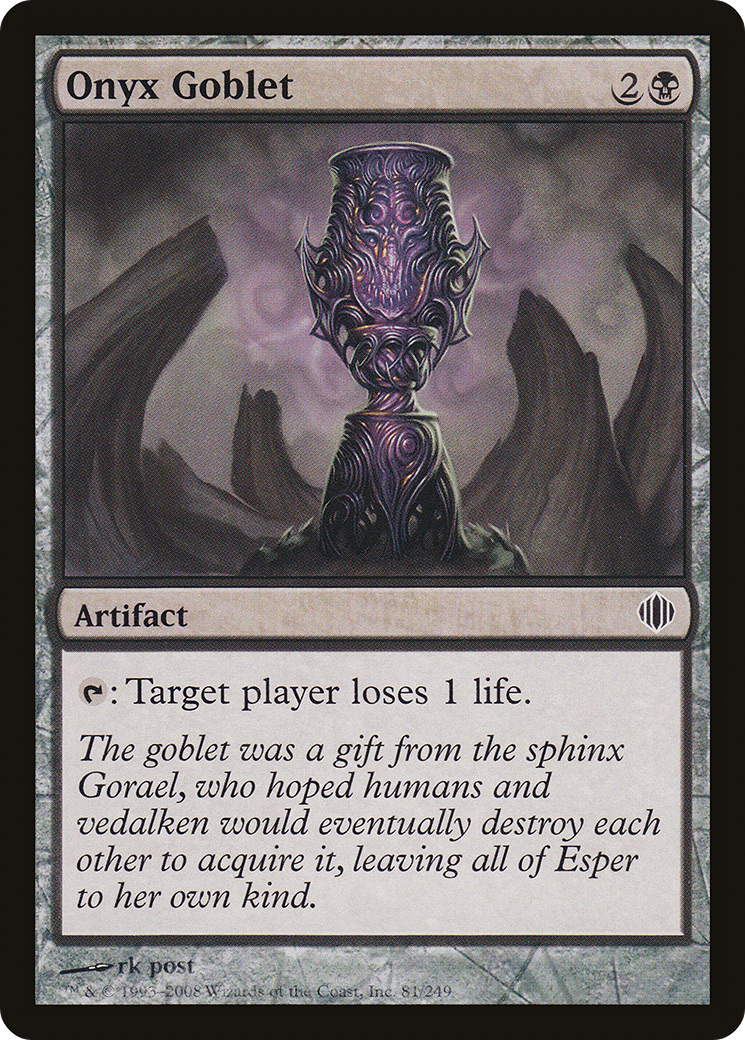 Onyx Goblet 2
Artifact
: Target player loses 1 life.
The goblet was a gift from the sphinx
Gorael, who hoped humans and
vedalken would eventually destroy each
other to acquire it, leaving all of Esper
to her own kind.
rk post
™ & © 1993–2008 Wizards of the Coast, Inc. 81/249